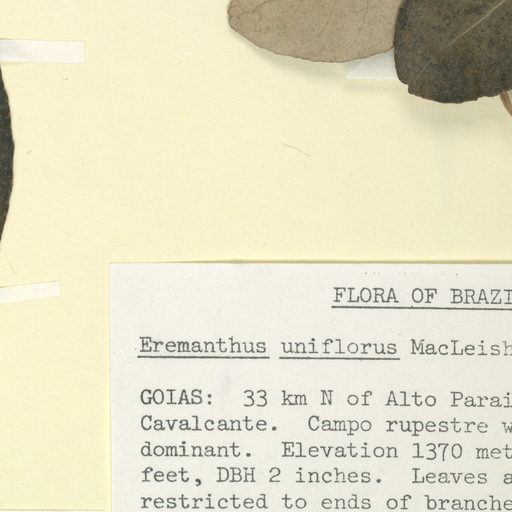 FLORA OF BRAZI
Eremanthus uniflorus MacLeish
GOIAS: 33 km N of Alto Parai
Cavalcante. Campo rupestre w
dominant. Elevation 1370 met
feet, DBH 2 inches. Leaves a
restricted to ends of branche